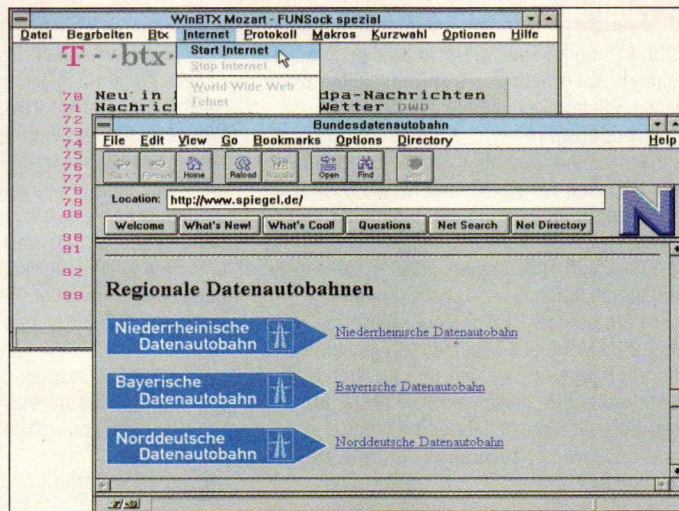 WinBTX Mozart - FUNSock spezial
Datei Bearbeiten Btx Internet Protokoll Makros Kurzwahl Optionen Hilfe
Start Internet
Stop Internet
World Wide Web
Telnet
T · · btx
70 Neu in dpa-Nachrichten
71 Nachric Wetter DWD
72
73
74
75
76
77
78
79
80
90
91
92
99
Bundesdatenautobahn
File Edit View Go Bookmarks Options Directory Help
Back Forward Home Reload Images Open Find Stop
Location: http://www.spiegel.de/
Welcome What's New! What's Cool! Questions Net Search Net Directory
N
Regionale Datenautobahnen
Niederrheinische
Datenautobahn
Niederrheinische Datenautobahn
Bayerische
Datenautobahn
Bayerische Datenautobahn
Norddeutsche
Datenautobahn
Norddeutsche Datenautobahn